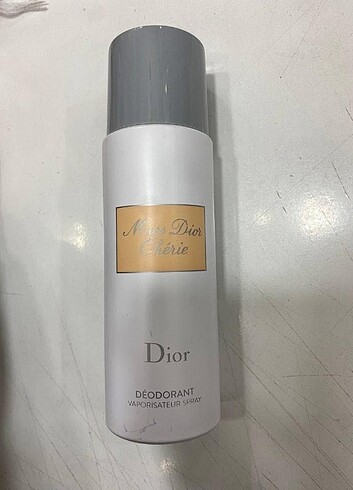 Miss Dior
Chérie
Dior
DÉODORANT
VAPORISATEUR SPRAY